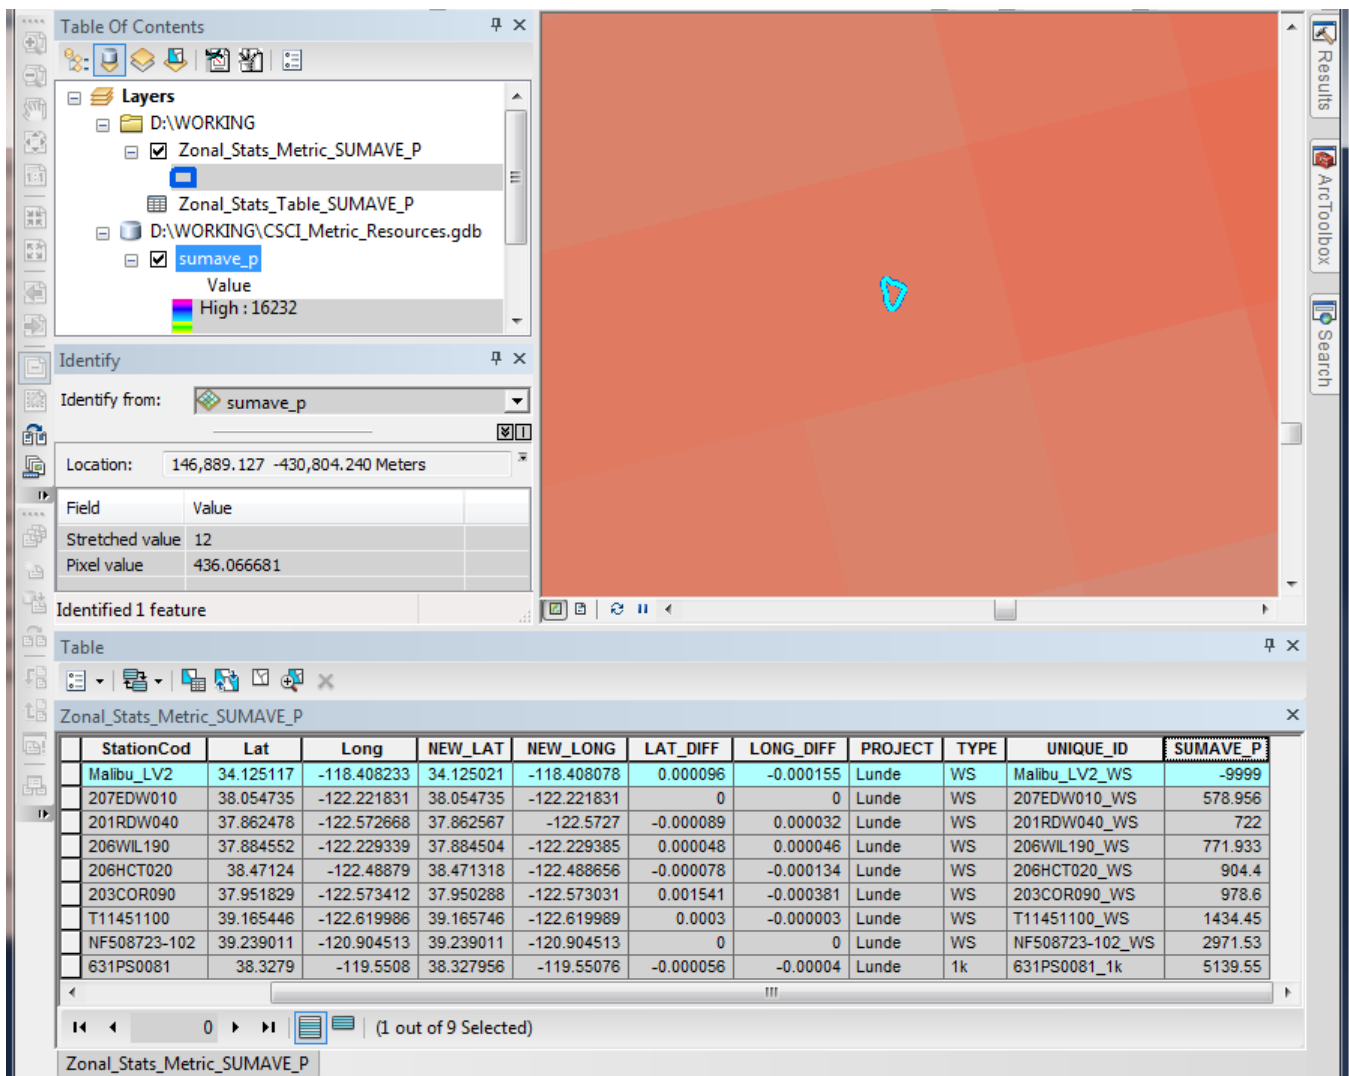 Table Of Contents
Layers
D:\WORKING
Zonal_Stats_Metric_SUMAVE_P
Zonal_Stats_Table_SUMAVE_P
D:\WORKING\CSCI_Metric_Resources.gdb
sumave_p
Value
High : 16232
Identify
Identify from: sumave_p
Location: 146,889.127 -430,804.240 Meters
Field Value
Stretched value 12
Pixel value 436.066681
Identified 1 feature
Results
ArcToolbox
Search
1:1
Table
Zonal_Stats_Metric_SUMAVE_P
StationCod Lat Long NEW_LAT NEW_LONG LAT_DIFF LONG_DIFF PROJECT TYPE UNIQUE_ID SUMAVE_P
Malibu_LV2 34.125117 -118.408233 34.125021 -118.408078 0.000096 -0.000155 Lunde WS Malibu_LV2_WS -9999
207EDW010 38.054735 -122.221831 38.054735 -122.221831 0 0 Lunde WS 207EDW010_WS 578.956
201RDW040 37.862478 -122.572668 37.862567 -122.5727 -0.000089 0.000032 Lunde WS 201RDW040_WS 722
206WIL190 37.884552 -122.229339 37.884504 -122.229385 0.000048 0.000046 Lunde WS 206WIL190_WS 771.933
206HCT020 38.47124 -122.48879 38.471318 -122.488656 -0.000078 -0.000134 Lunde WS 206HCT020_WS 904.4
203COR090 37.951829 -122.573412 37.950288 -122.573031 0.001541 -0.000381 Lunde WS 203COR090_WS 978.6
T11451100 39.165446 -122.619986 39.165746 -122.619989 0.0003 -0.000003 Lunde WS T11451100_WS 1434.45
NF508723-102 39.239011 -120.904513 39.239011 -120.904513 0 0 Lunde WS NF508723-102_WS 2971.53
631PS0081 38.3279 -119.5508 38.327956 -119.55076 -0.000056 -0.00004 Lunde 1k 631PS0081_1k 5139.55
0 (1 out of 9 Selected)
Zonal_Stats_Metric_SUMAVE_P